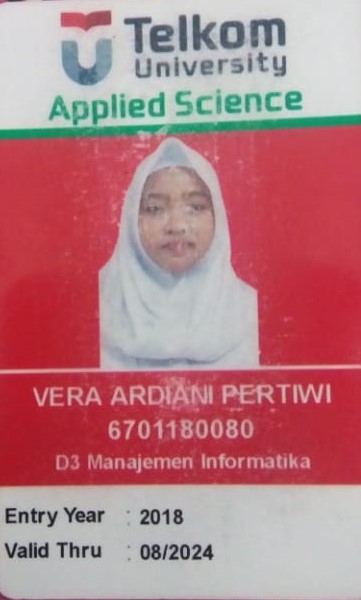 Telkom
University
Applied Science
VERA ARDIANI PERTIWI
6701180080
D3 Manajemen Informatika
Entry Year : 2018
Valid Thru : 08/2024